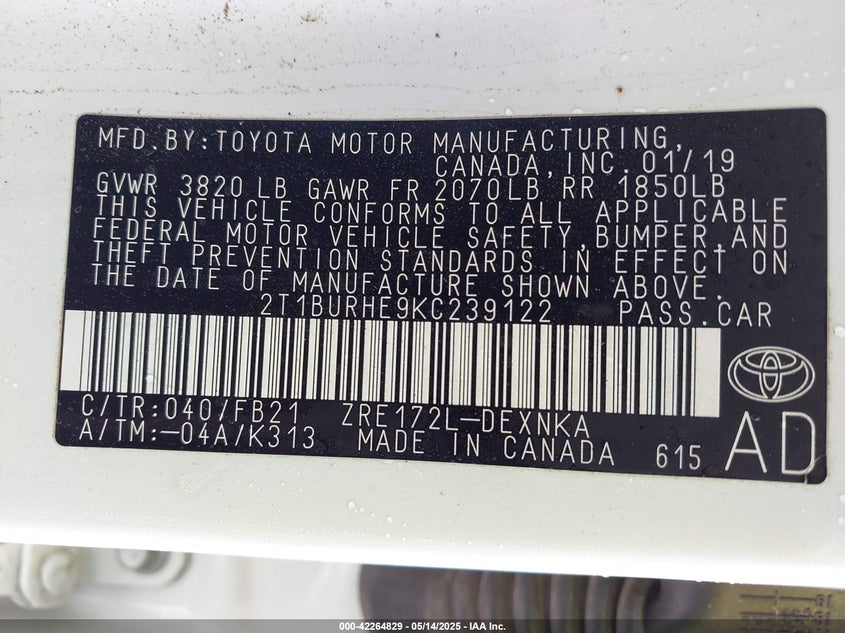 MFD. BY: TOYOTA MOTOR MANUFACTURING,
CANADA, INC. 01/19
GVWR 3820 LB GAWR FR 2070LB RR 1850LB
THIS VEHICLE CONFORMS TO ALL APPLICABLE
FEDERAL MOTOR VEHICLE SAFETY, BUMPER, AND
THEFT PREVENTION STANDARDS IN EFFECT ON
THE DATE OF MANUFACTURE SHOWN ABOVE.
2T1BURHE9KC239122 PASS. CAR
C/TR: 040/FB21 ZRE172L-DEXNKA
A/TM: -04A/K313 MADE IN CANADA 615 AD
000-42264829 - 05/14/2025 - IAA Inc.